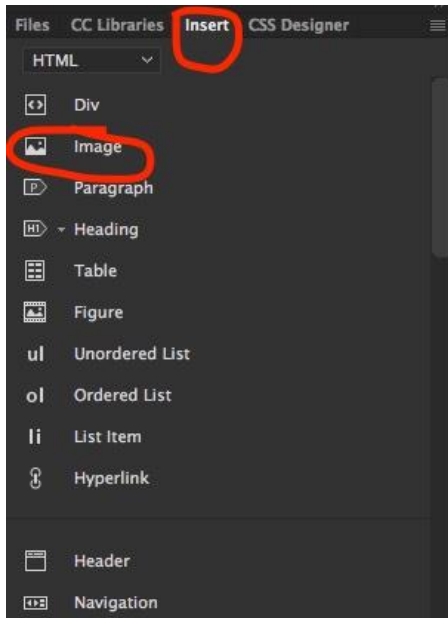 Files CC Libraries Insert CSS Designer
HTML
Div
Image
P Paragraph
H1 Heading
Table
Figure
ul Unordered List
ol Ordered List
li List Item
Hyperlink
Header
Navigation